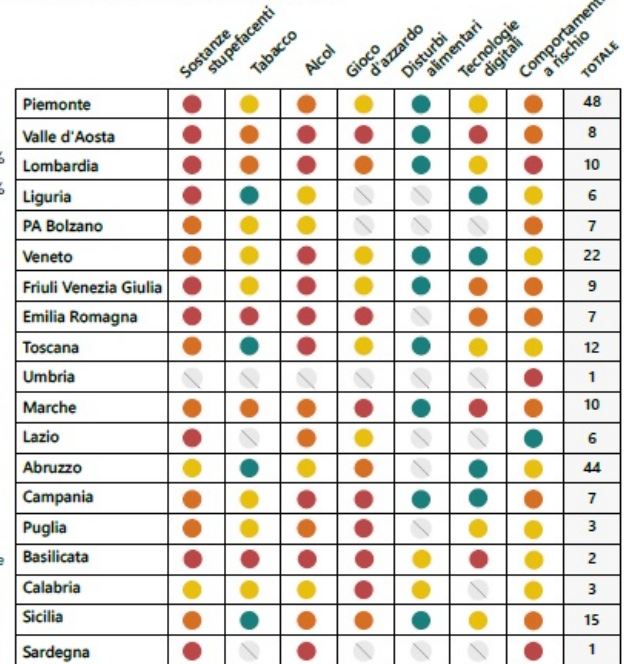 Sostanze
stupefacenti
Tabacco
Alcol
Gioco
d'azzardo
Disturbi
alimentari
Tecnologie
digitali
Comportamenti
a rischio
TOTALE
Piemonte 48
Valle d'Aosta 8
%
Lombardia 10
%
Liguria 6
PA Bolzano 7
Veneto 22
Friuli Venezia Giulia 9
Emilia Romagna 7
Toscana 12
Umbria 1
Marche 10
Lazio 6
Abruzzo 44
Campania 7
Puglia 3
e
Basilicata 2
Calabria 3
Sicilia 15
Sardegna 1